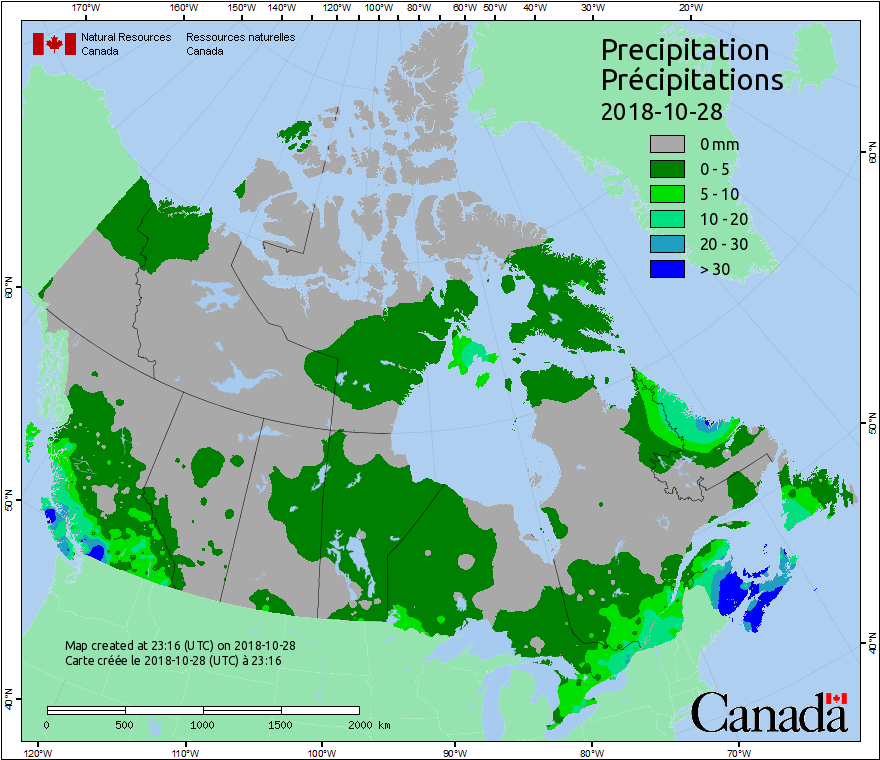 170°W 160°W 150°W 140°W 120°W 100°W 80°W 60°W 50°W 40°W 30°W 20°W
Natural Resources Ressources naturelles
Canada Canada
Precipitation
Précipitations
2018-10-28
0 mm
0 - 5
5 - 10
10 - 20
20 - 30
> 30
60°N
60°N
50°N
50°N
40°N
40°N
Map created at 23:16 (UTC) on 2018-10-28
Carte créée le 2018-10-28 (UTC) à 23:16
0 500 1000 1500 2000 km
Canada
120°W 110°W 100°W 90°W 80°W 70°W